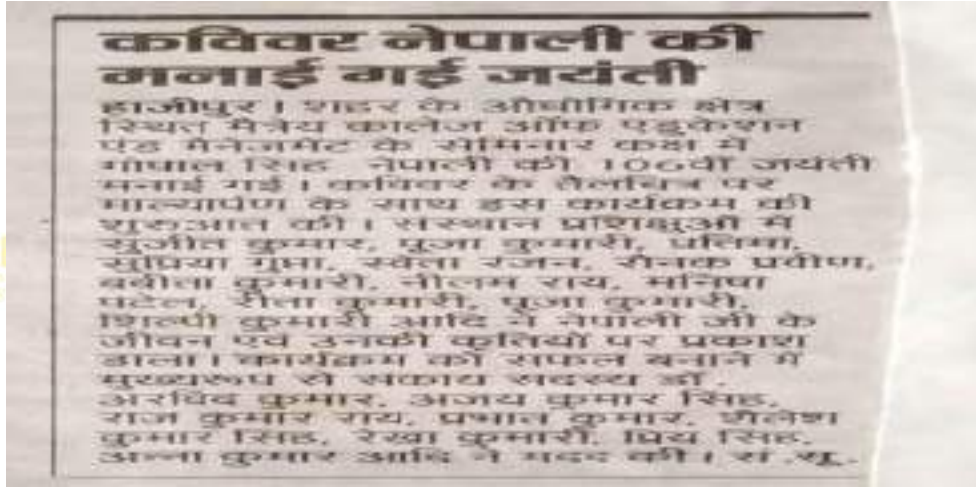 कविवर नेपाली की
मनाई गई जयंती
हाजीपुर। शहर के औद्योगिक क्षेत्र
स्थित मैत्रेय कालेज ऑफ एडूकेशन
एंड मैनेजमेंट के सेमिनार कक्ष में
गोपाल सिंह नेपाली की 106वीं जयंती
मनाई गई। कविवर के तैलचित्र पर
माल्यार्पण के साथ इस कार्यक्रम की
शुरुआत की। संस्थान प्रशिक्षुओं में
सुजीत कुमार, पूजा कुमारी, प्रतिमा,
सुप्रिया गुप्ता, स्वेता रंजन, रौनक प्रवीण,
बबीता कुमारी, नीलम राय, मनिषा
पटेल, रीता कुमारी, पूजा कुमारी,
शिल्पी कुमारी आदि ने नेपाली जी के
जीवन एवं उनकी कृतियों पर प्रकाश
डाला। कार्यक्रम को सफल बनाने में
मुख्यरूप से संकाय सदस्य डॉ.
अरविंद कुमार, अजय कुमार सिंह,
राज कुमार राय, प्रभात कुमार, शैलेश
कुमार सिंह, रेखा कुमारी, प्रिय सिंह,
अन्ना कुमार आदि ने मदद की। सं.सू.